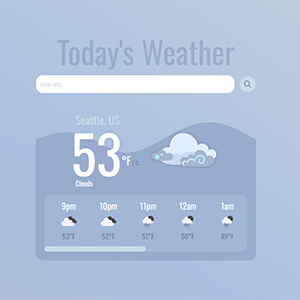 Today's Weather
Enter city...
Seattle, US
53 °F/°C
Clouds
9pm 10pm 11pm 12am 1am
53°F 52°F 51°F 50°F 49°F